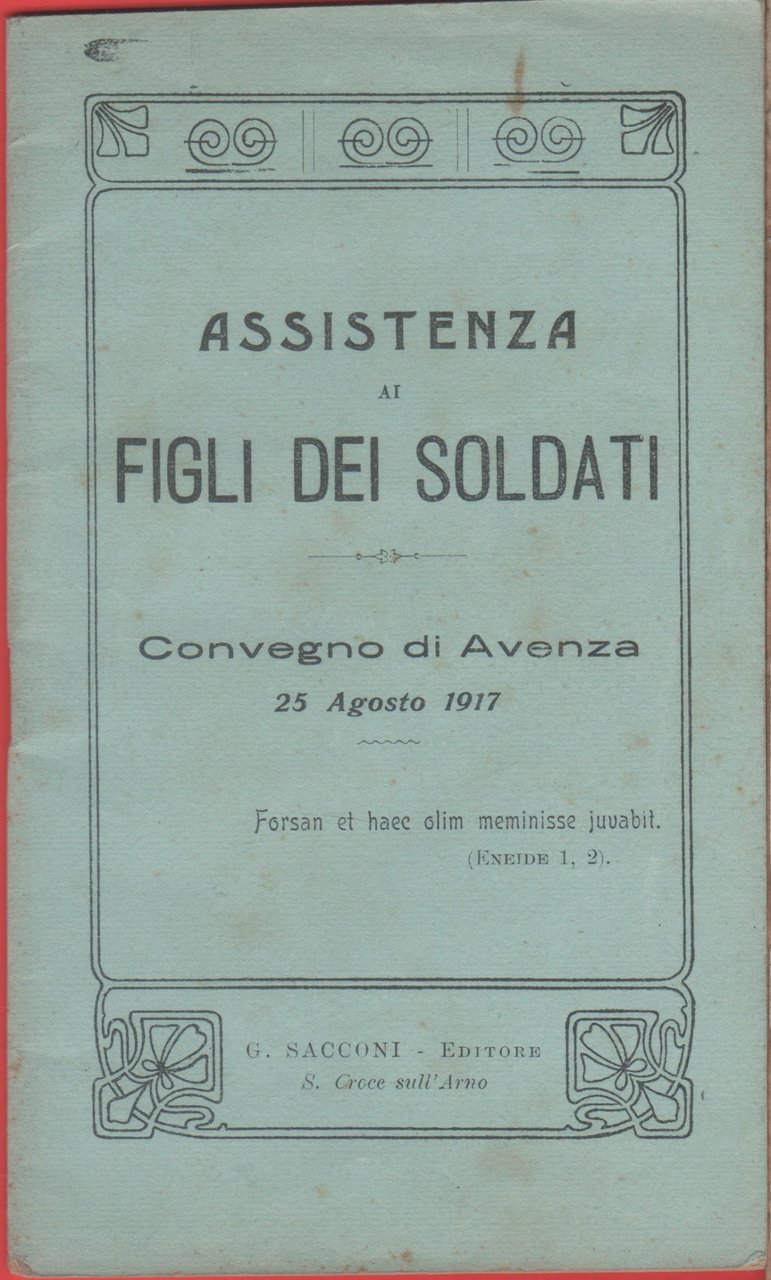 ASSISTENZA
AI
FIGLI DEI SOLDATI
Convegno di Avenza
25 Agosto 1917
Forsan et haec olim meminisse juvabit.
(ENEIDE 1, 2).
G. SACCONI - EDITORE
S. Croce sull'Arno